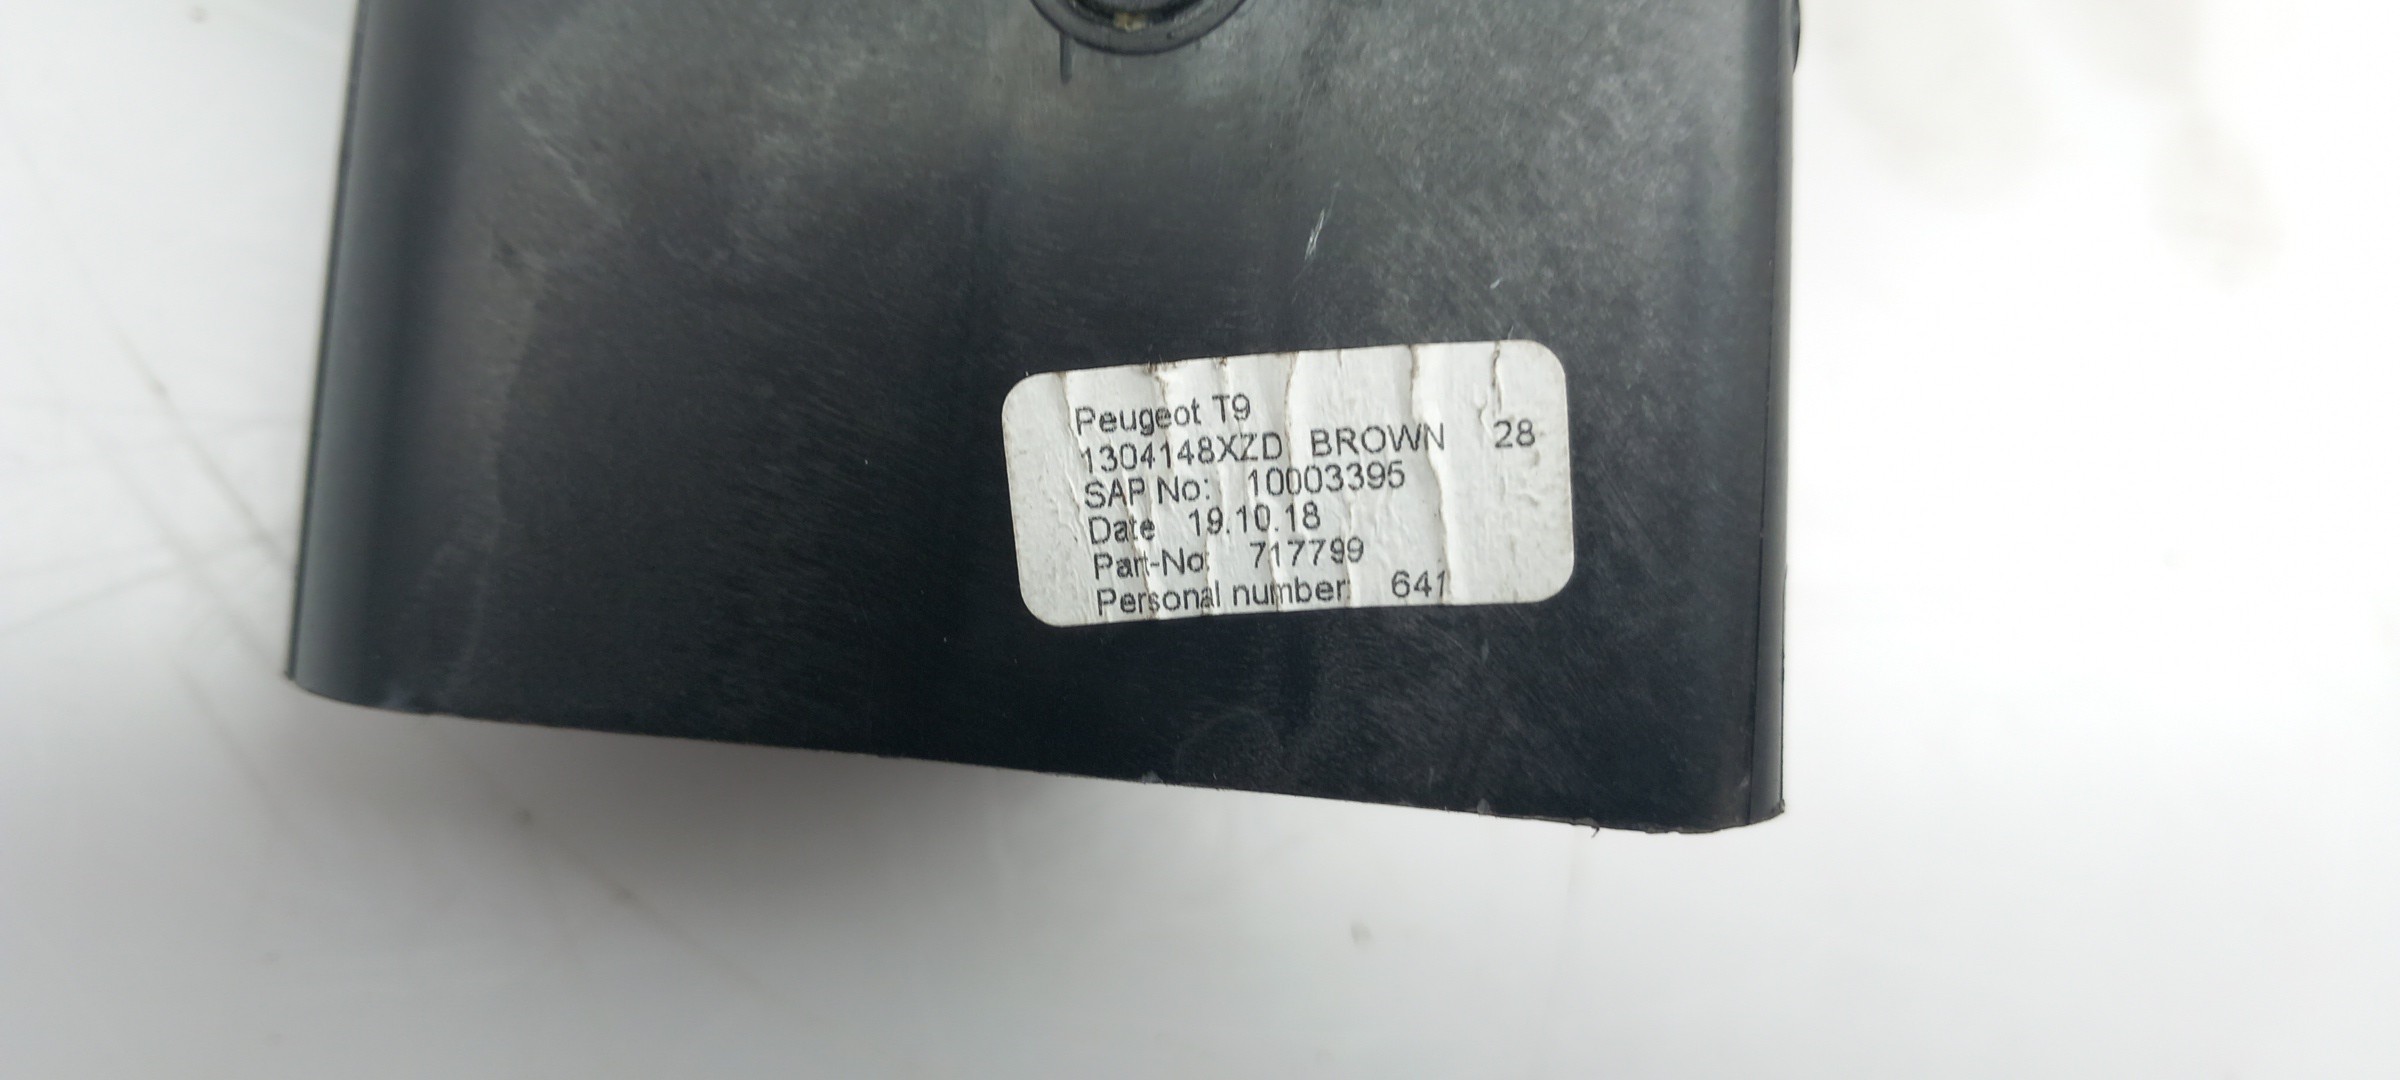 Peugeot T9
1304148XZD BROWN 28
SAP No: 10003395
Date 19.10.18
Part-No: 717799
Personal number: 641